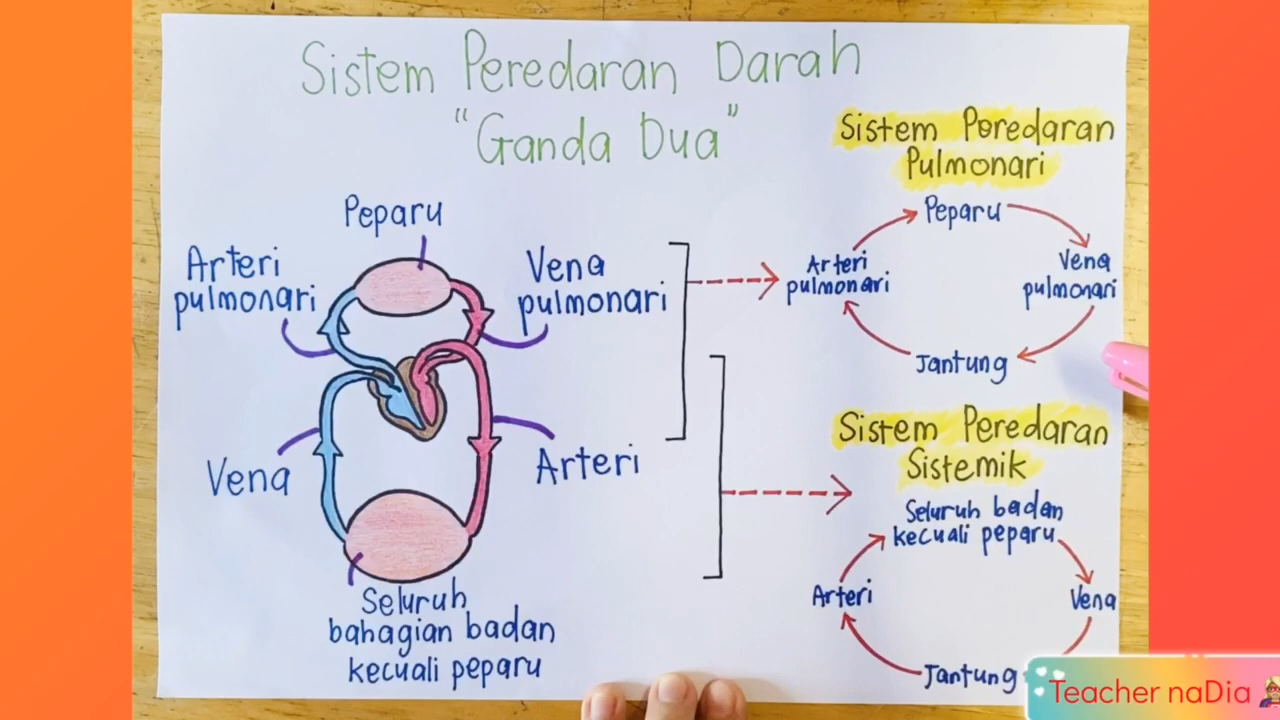 Sistem Peredaran Darah
"Ganda Dua"
Peparu
Arteri
pulmonari
Vena
pulmonari
Vena
Arteri
Seluruh
bahagian badan
kecuali peparu
Sistem Peredaran
Pulmonari
Peparu
Arteri
pulmonari
Vena
pulmonari
Jantung
Sistem Peredaran
Sistemik
Seluruh badan
kecuali peparu
Arteri
Vena
Jantung
Teacher naDia